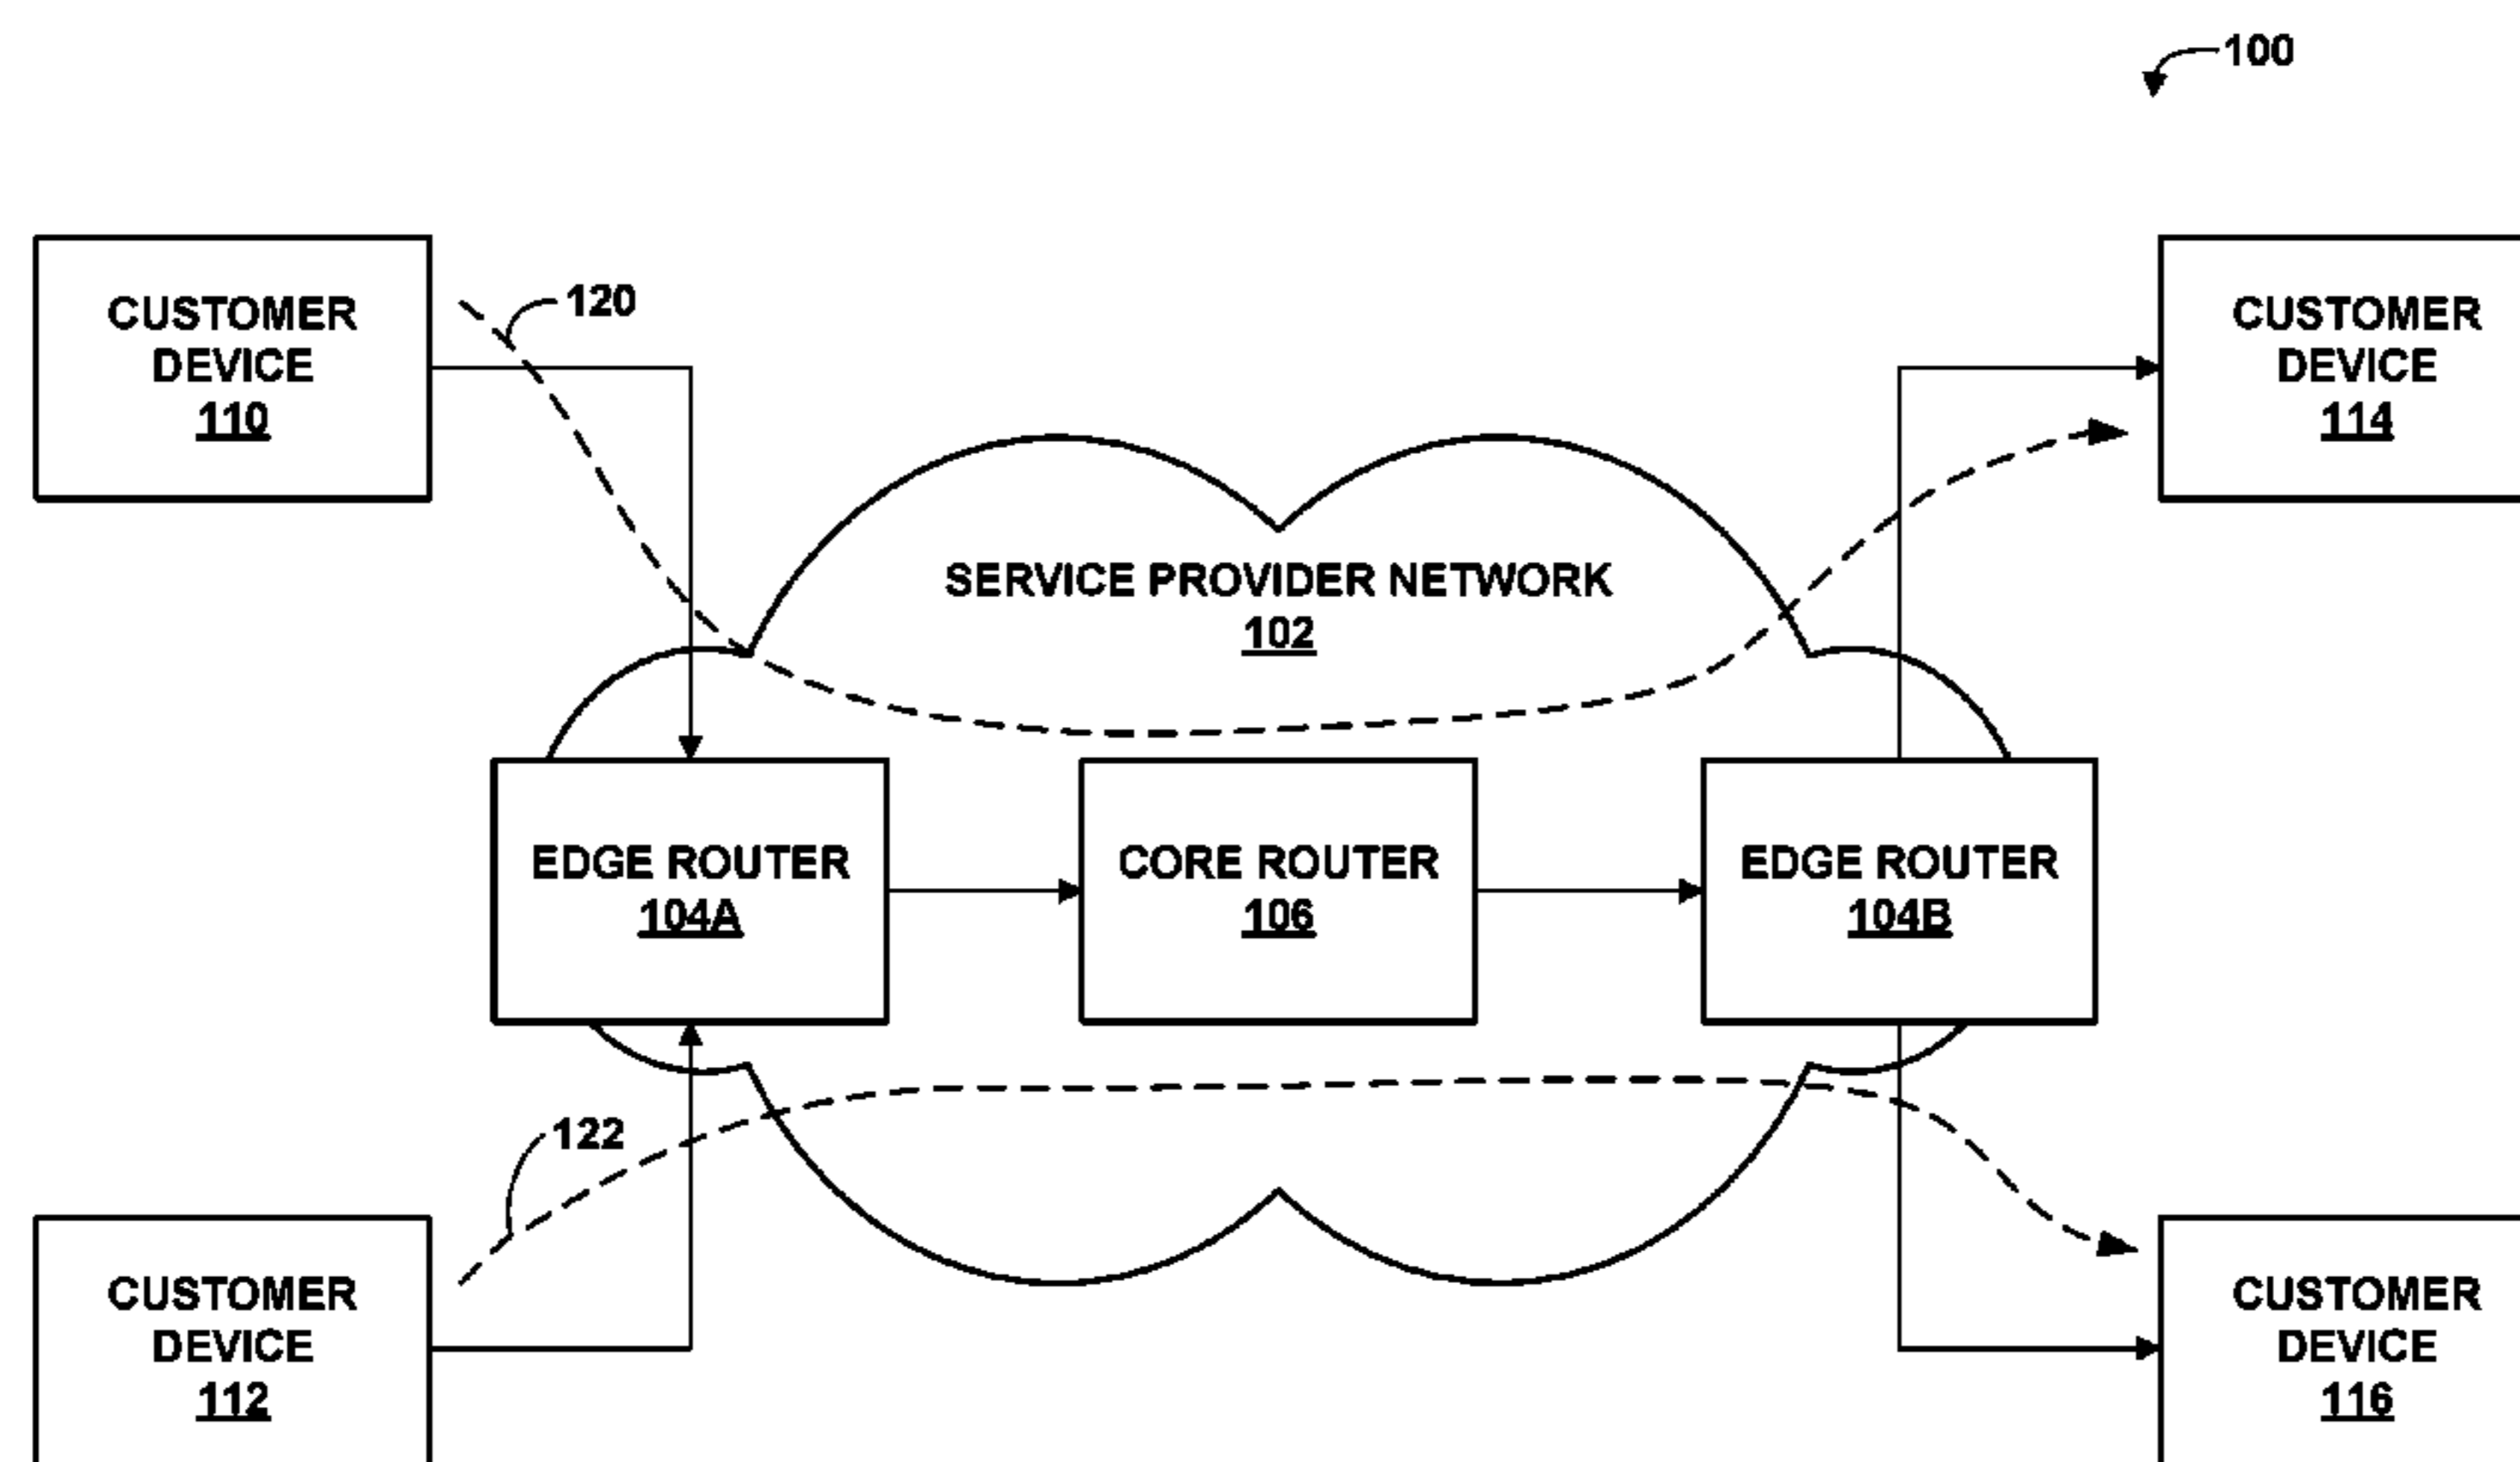 100
CUSTOMER
DEVICE
110
120
CUSTOMER
DEVICE
114
SERVICE PROVIDER NETWORK
102
EDGE ROUTER
104A
CORE ROUTER
106
EDGE ROUTER
104B
122
CUSTOMER
DEVICE
112
CUSTOMER
DEVICE
116